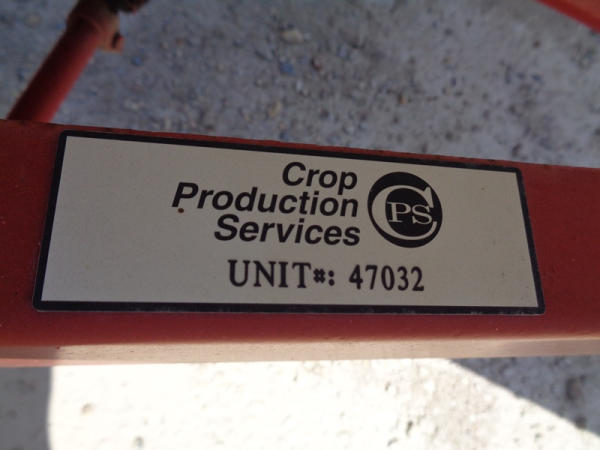 Crop
Production
Services
CPS
UNIT#: 47032